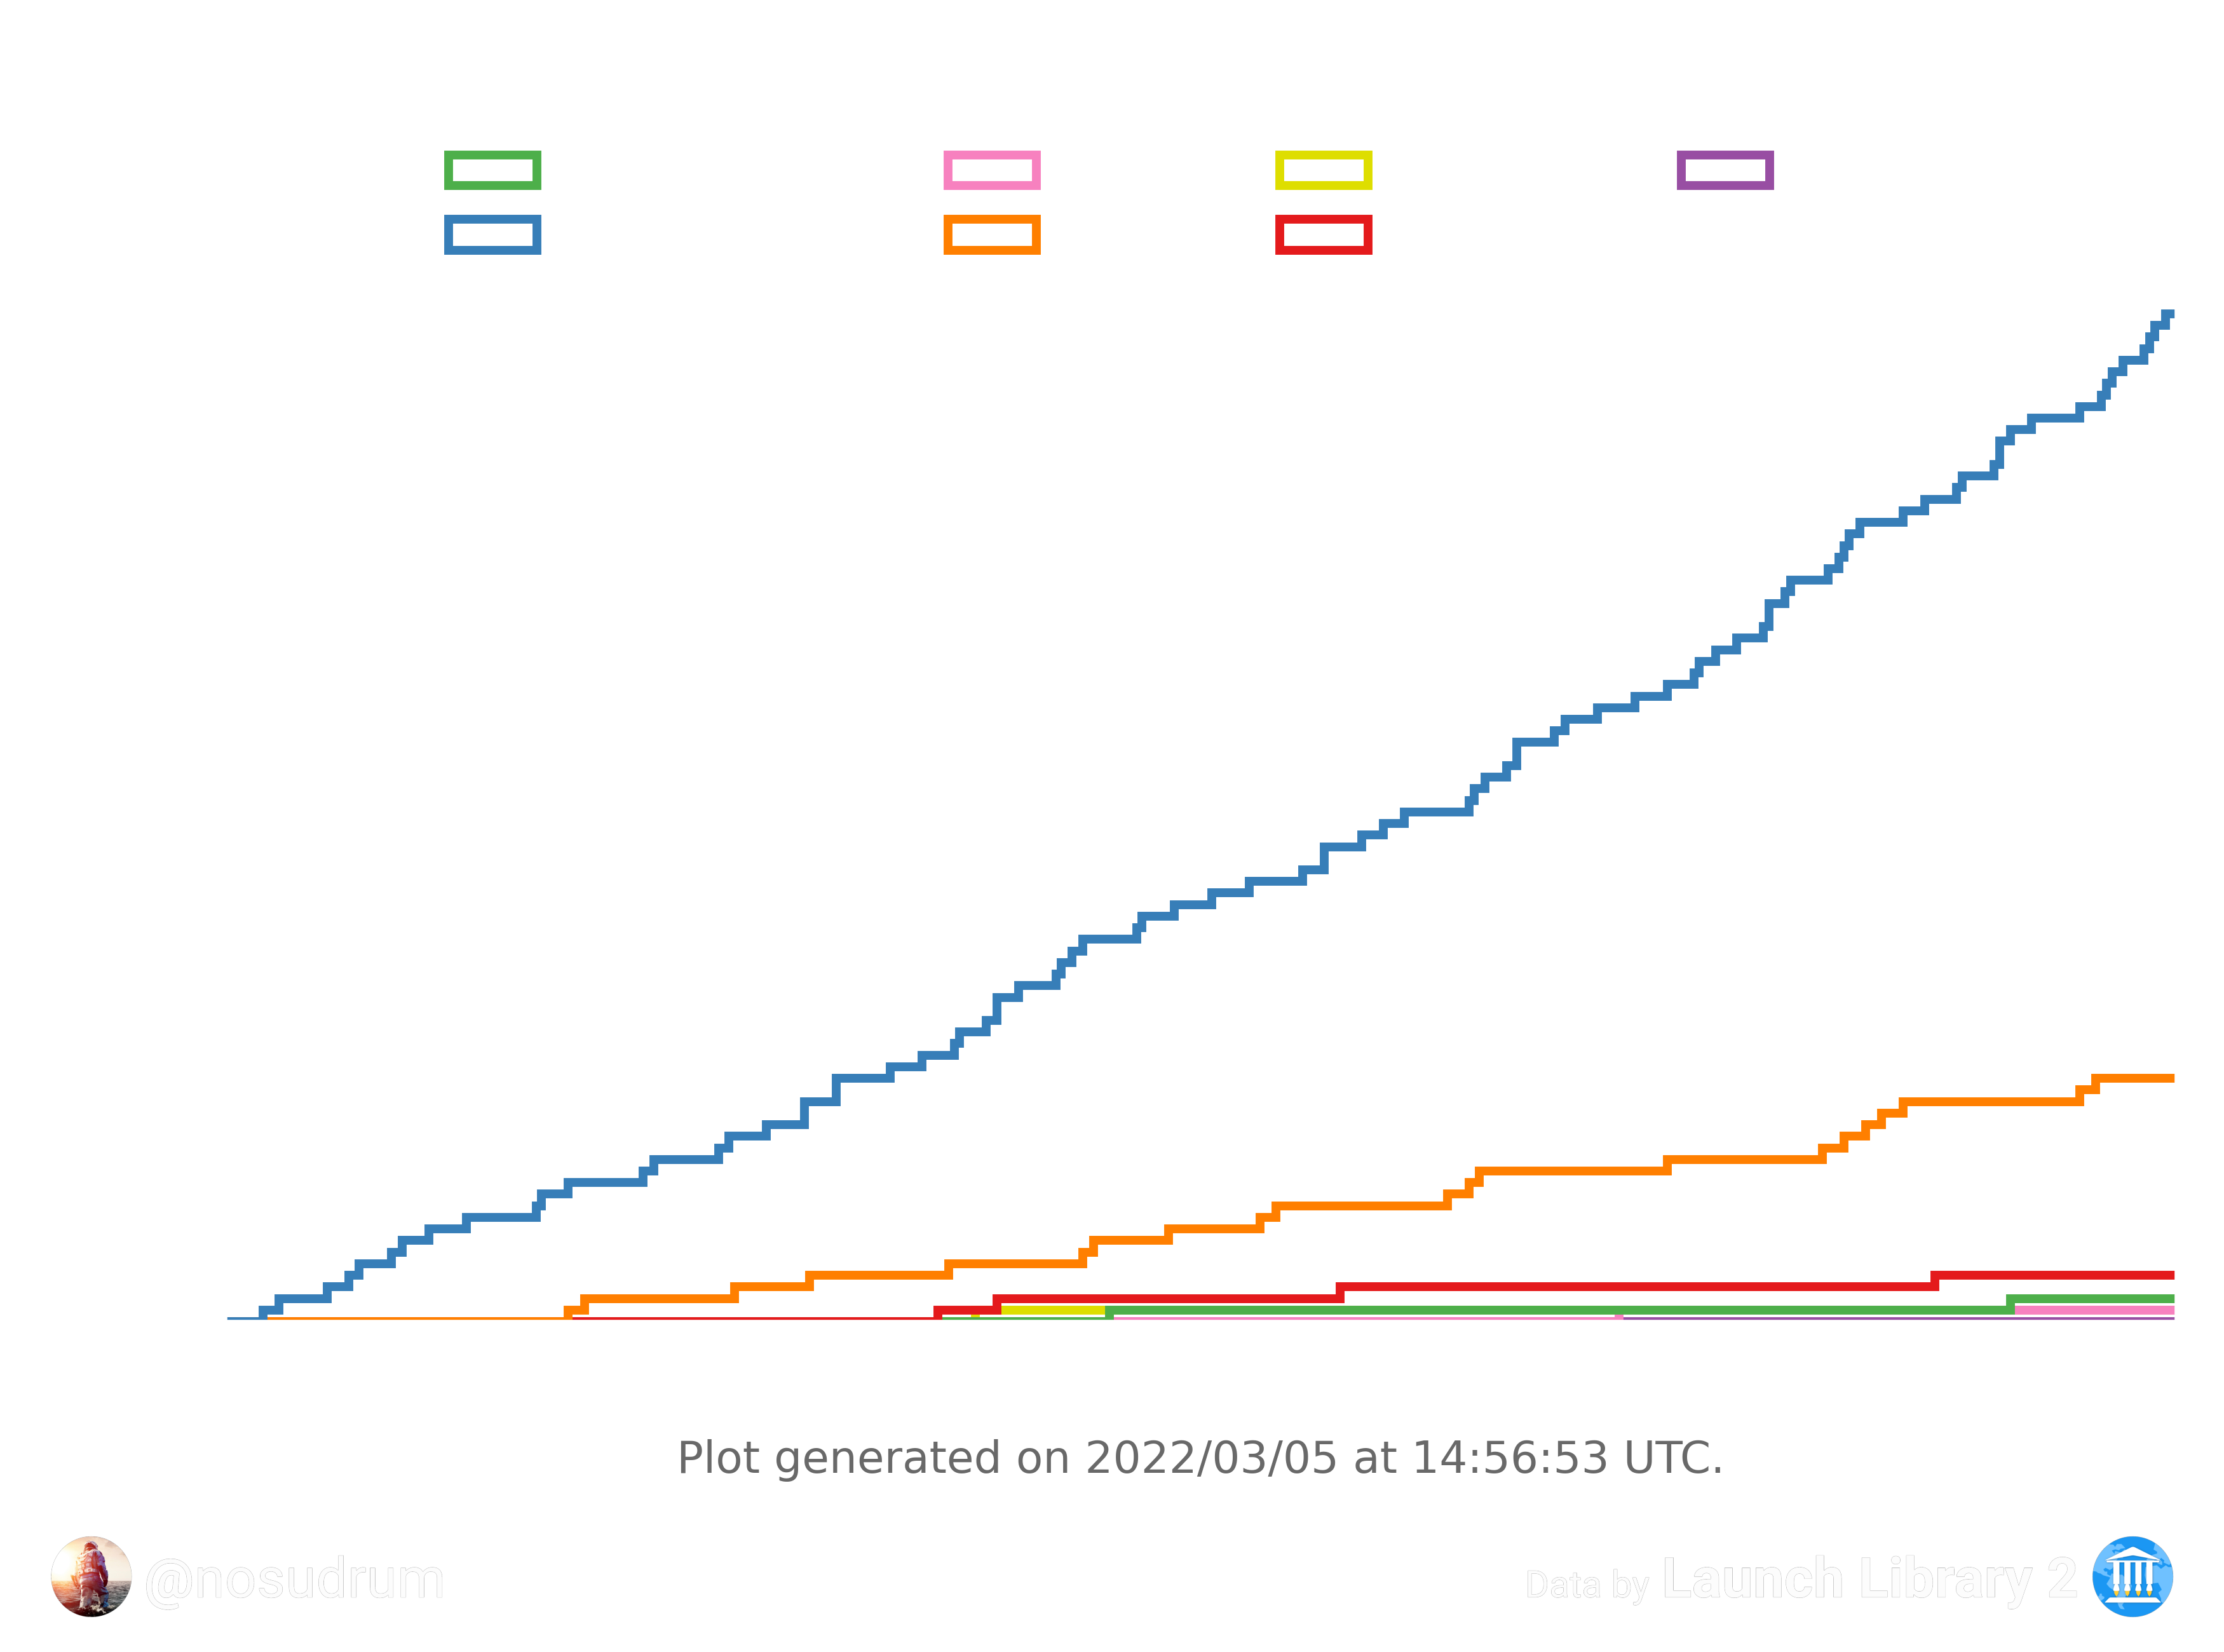 Plot generated on 2022/03/05 at 14:56:53 UTC.
@nosudrum
Data by Launch Library 2